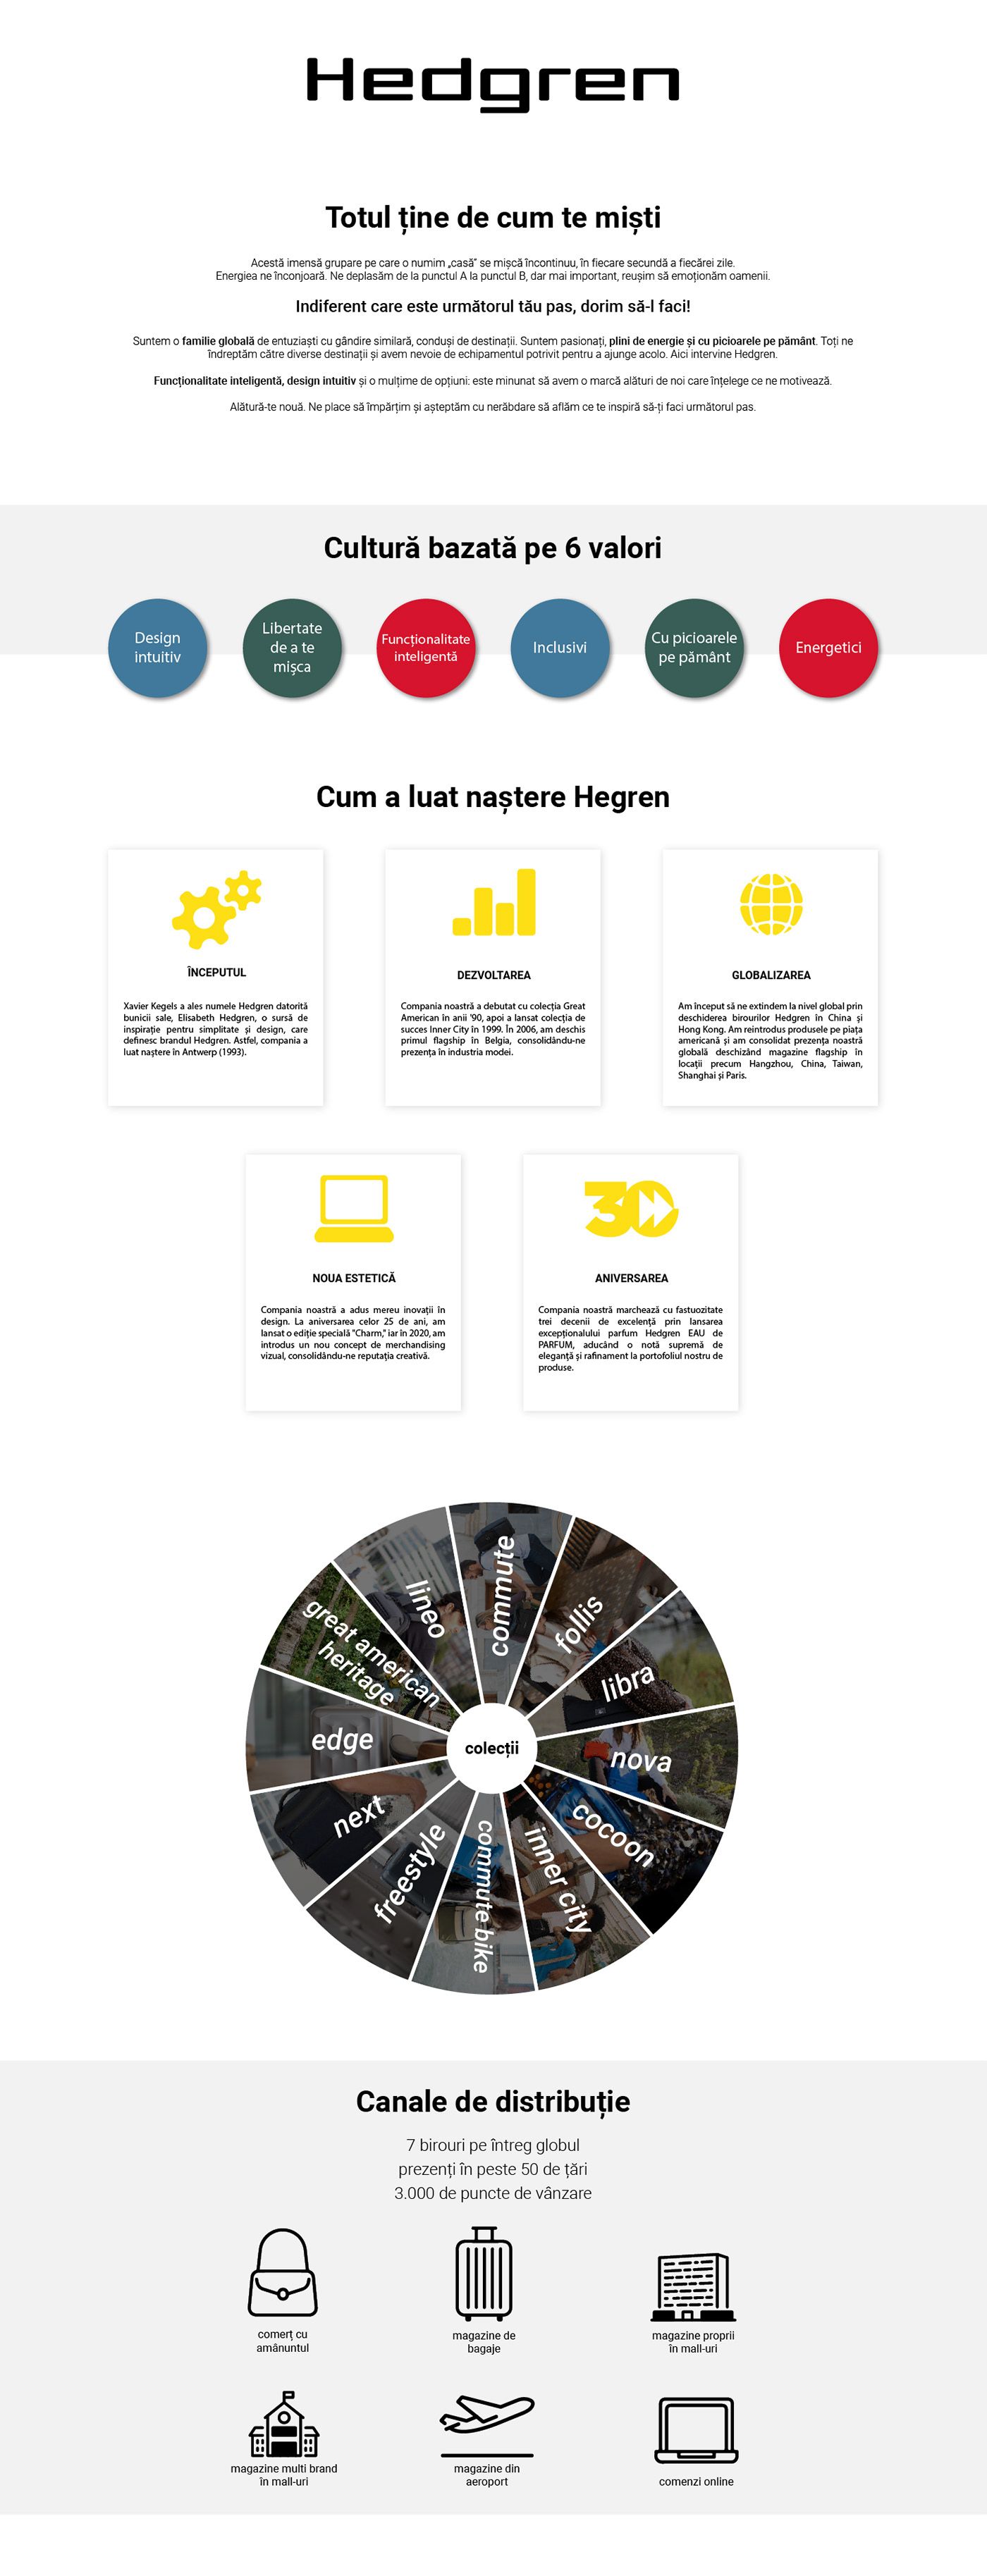 Hedgren
Totul ține de cum te miști
Acestă imensă grupare pe care o numim „casă” se mișcă încontinuu, în fiecare secundă a fiecărei zile.
Energiea ne înconjoară. Ne deplasăm de la punctul A la punctul B, dar mai important, reușim să emoționăm oamenii.
Indiferent care este următorul tău pas, dorim să-l faci!
Suntem o familie globală de entuziaști cu gândire similară, conduși de destinații. Suntem pasionați, plini de energie și cu picioarele pe pământ. Toți ne
îndreptăm către diverse destinații și avem nevoie de echipamentul potrivit pentru a ajunge acolo. Aici intervine Hedgren.
Funcționalitate inteligentă, design intuitiv și o mulțime de opțiuni: este minunat să avem o marcă alături de noi care înțelege ce ne motivează.
Alătură-te nouă. Ne place să împărțim și așteptăm cu nerăbdare să aflăm ce te inspiră să-ți faci următorul pas.
Cultură bazată pe 6 valori
Design
intuitiv
Libertate
de a te
mișca
Funcționalitate
inteligentă
Inclusivi
Cu picioarele
pe pământ
Energetici
Cum a luat naștere Hegren
ÎNCEPUTUL
Xavier Kegels a ales numele Hedgren datorită
bunicii sale, Elisabeth Hedgren, o sursă de
inspirație pentru simplitate și design, care
definesc brandul Hedgren. Astfel, compania a
luat naștere în Antwerp (1993).
DEZVOLTAREA
Compania noastră a debutat cu colecția Great
American în anii '90, apoi a lansat colecția de
succes Inner City în 1999. În 2006, am deschis
primul flagship în Belgia, consolidându-ne
prezența în industria modei.
GLOBALIZAREA
Am început să ne extindem la nivel global prin
deschiderea birourilor Hedgren în China și
Hong Kong. Am reintrodus produsele pe piața
americană și am consolidat prezența noastră
globală deschizând magazine flagship în
locații precum Hangzhou, China, Taiwan,
Shanghai și Paris.
NOUA ESTETICĂ
Compania noastră a adus mereu inovații în
design. La aniversarea celor 25 de ani, am
lansat o ediție specială "Charm," iar în 2020, am
introdus un nou concept de merchandising
vizual, consolidându-ne reputația creativă.
30
ANIVERSAREA
Compania noastră marchează cu fastuozitate
trei decenii de excelență prin lansarea
excepționalului parfum Hedgren EAU de
PARFUM, aducând o notă supremă de
eleganță și rafinament la portofoliul nostru de
produse.
commute
follis
libra
nova
cocoon
inner city
commute bike
freestyle
next
edge
great american
heritage
lineo
colecții
Canale de distribuție
7 birouri pe întreg globul
prezenți în peste 50 de țări
3.000 de puncte de vânzare
comerț cu
amănuntul
magazine de
bagaje
magazine proprii
în mall-uri
magazine multi brand
în mall-uri
magazine din
aeroport
comenzi online